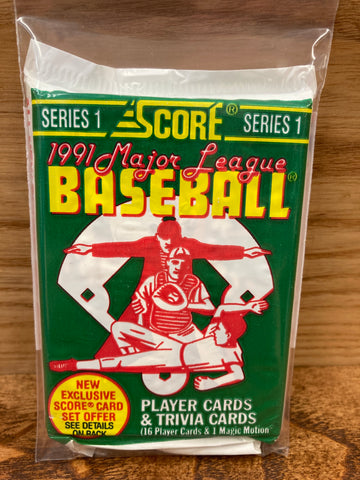 SERIES 1 SCORE® SERIES 1
1991 Major League
BASEBALL®
NEW
EXCLUSIVE
SCORE® CARD
SET OFFER
SEE DETAILS
ON BACK
PLAYER CARDS
& TRIVIA CARDS
(16 Player Cards & 1 Magic Motion